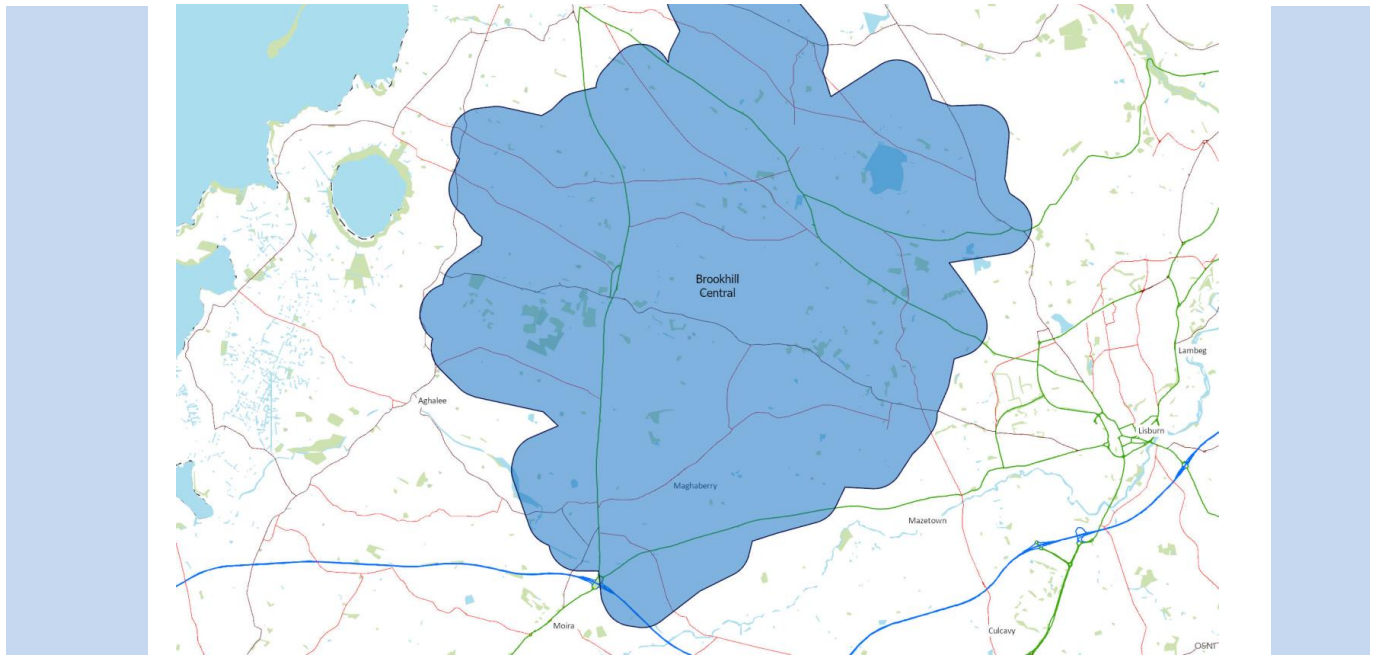 Brookhill
Central
Lambeg
Aghalee
Lisburn
Maghaberry
Mazetown
Moira
Culcavy
OSNI